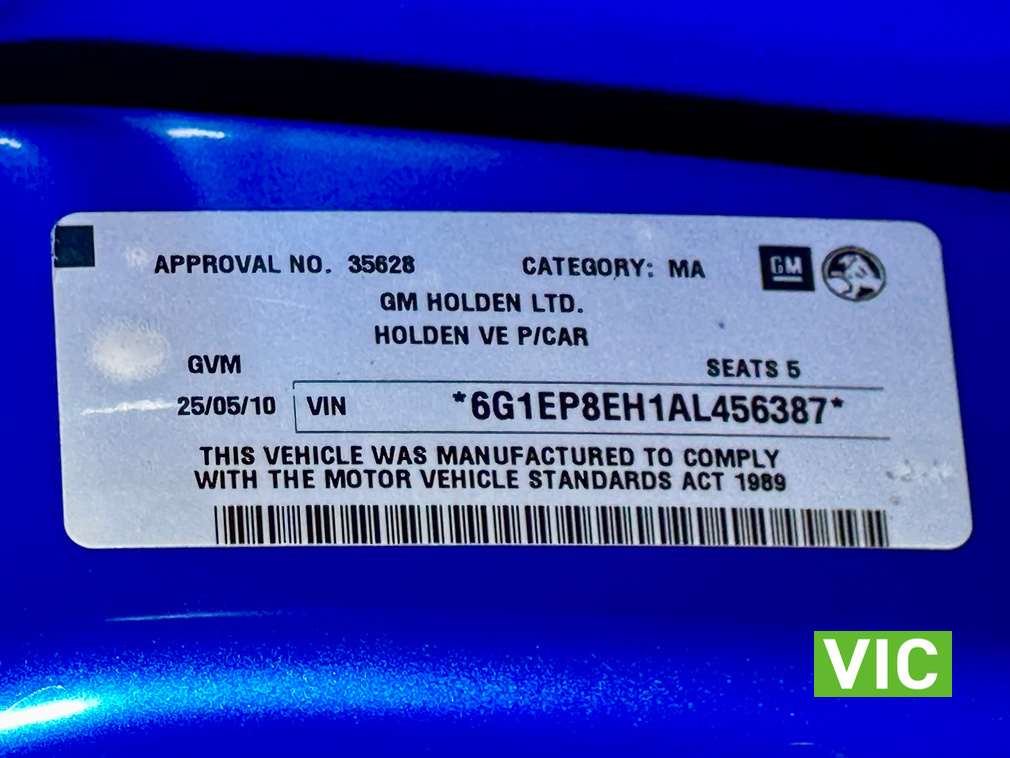 APPROVAL NO. 35628 CATEGORY: MA GM
GM HOLDEN LTD.
HOLDEN VE P/CAR
GVM SEATS 5
25/05/10 VIN *6G1EP8EH1AL456387*
THIS VEHICLE WAS MANUFACTURED TO COMPLY
WITH THE MOTOR VEHICLE STANDARDS ACT 1989
VIC